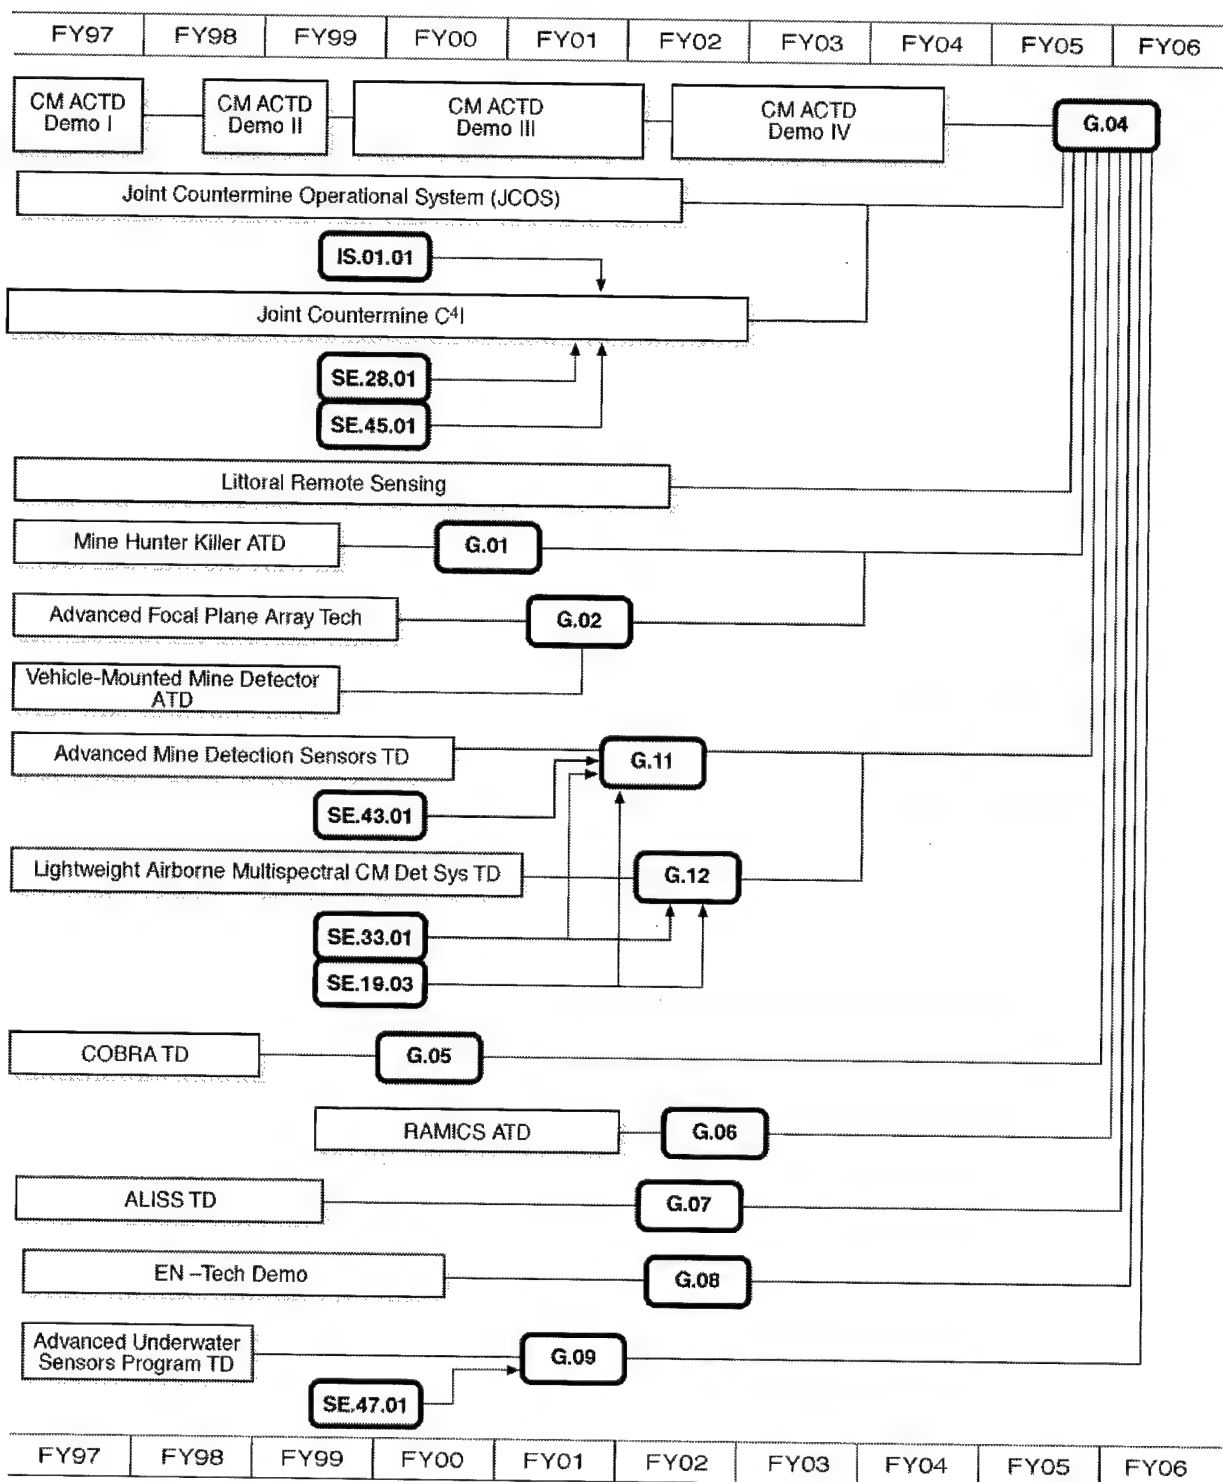 FY97 FY98 FY99 FY00 FY01 FY02 FY03 FY04 FY05 FY06
CM ACTD
Demo I
CM ACTD
Demo II
CM ACTD
Demo III
CM ACTD
Demo IV
G.04
Joint Countermine Operational System (JCOS)
IS.01.01
Joint Countermine C⁴I
SE.28.01
SE.45.01
Littoral Remote Sensing
Mine Hunter Killer ATD
G.01
Advanced Focal Plane Array Tech
G.02
Vehicle-Mounted Mine Detector
ATD
Advanced Mine Detection Sensors TD
G.11
SE.43.01
Lightweight Airborne Multispectral CM Det Sys TD
G.12
SE.33.01
SE.19.03
COBRA TD
G.05
RAMICS ATD
G.06
ALISS TD
G.07
EN –Tech Demo
G.08
Advanced Underwater
Sensors Program TD
G.09
SE.47.01
FY97 FY98 FY99 FY00 FY01 FY02 FY03 FY04 FY05 FY06